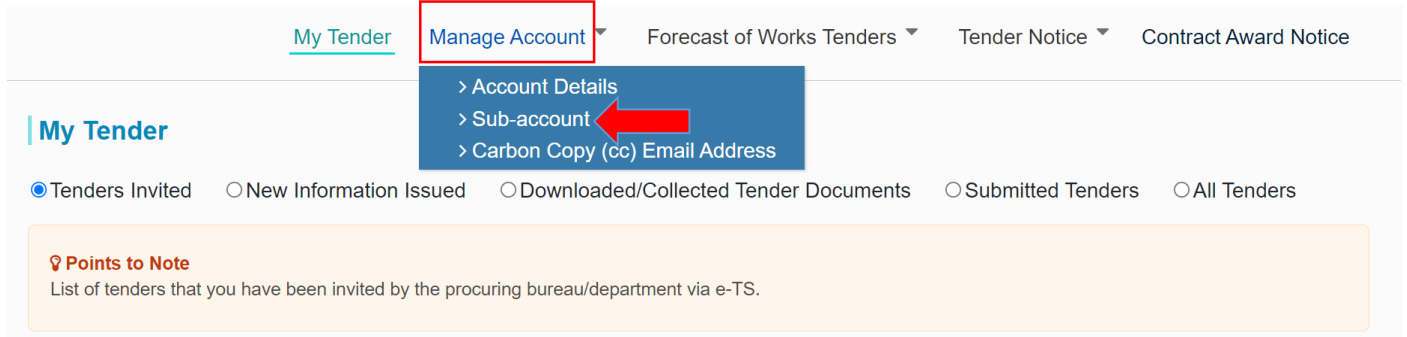 My Tender Manage Account Forecast of Works Tenders Tender Notice Contract Award Notice
> Account Details
> Sub-account
> Carbon Copy (cc) Email Address
My Tender
Tenders Invited New Information Issued Downloaded/Collected Tender Documents Submitted Tenders All Tenders
Points to Note
List of tenders that you have been invited by the procuring bureau/department via e-TS.